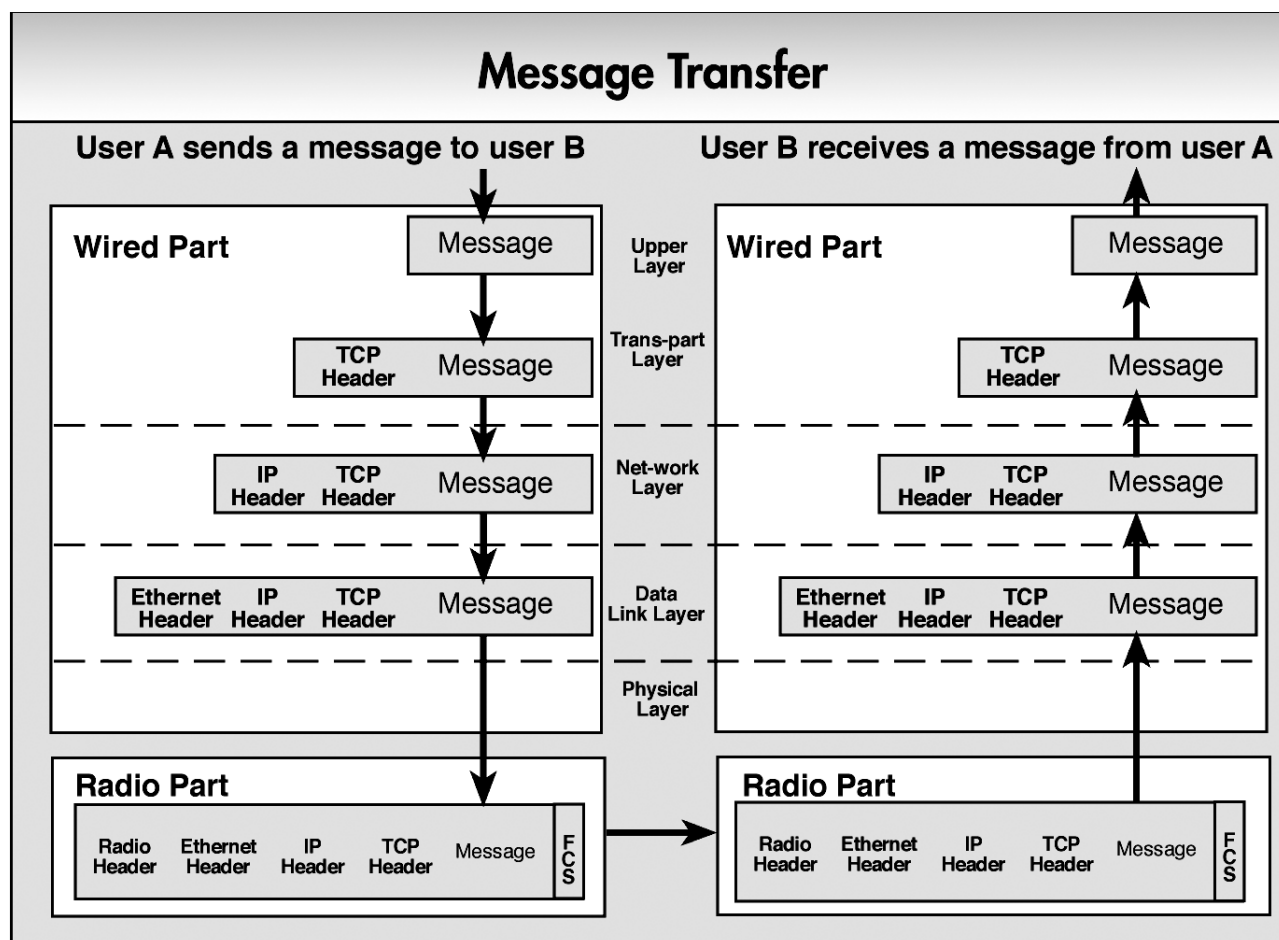 Message Transfer
User A sends a message to user B
User B receives a message from user A
Wired Part
Message
Upper
Layer
Wired Part
Message
TCP
Header
Message
Trans-part
Layer
TCP
Header
Message
IP
Header
TCP
Header
Message
Net-work
Layer
IP
Header
TCP
Header
Message
Ethernet
Header
IP
Header
TCP
Header
Message
Data
Link Layer
Ethernet
Header
IP
Header
TCP
Header
Message
Physical
Layer
Radio Part
Radio
Header
Ethernet
Header
IP
Header
TCP
Header
Message
FCS
Radio Part
Radio
Header
Ethernet
Header
IP
Header
TCP
Header
Message
FCS